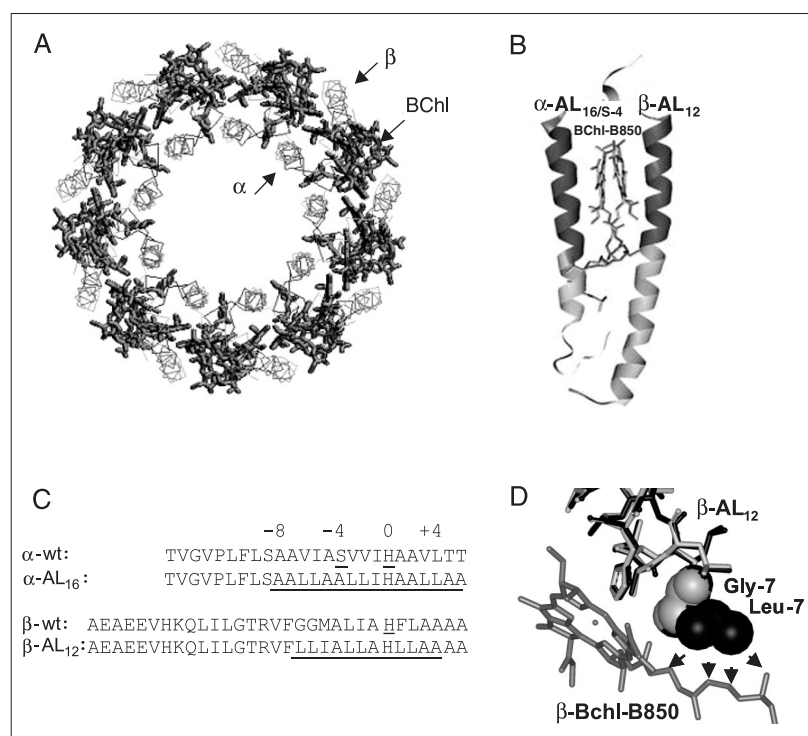 A
β
BChl
α
B
α-AL16/S-4 β-AL12
BChl-B850
C
-8 -4 0 +4
α-wt: TVGVPLFLSAAVIASVVIHAAVLTT
α-AL16: TVGVPLFLSAALLAALLIHAALLAA
β-wt: AEAEEVHKQLILGTRVFGGMALIAHFLAAAA
β-AL12: AEAEEVHKQLILGTRVFLLIALLAHLLAAAA
D
β-AL12
Gly-7
Leu-7
β-Bchl-B850